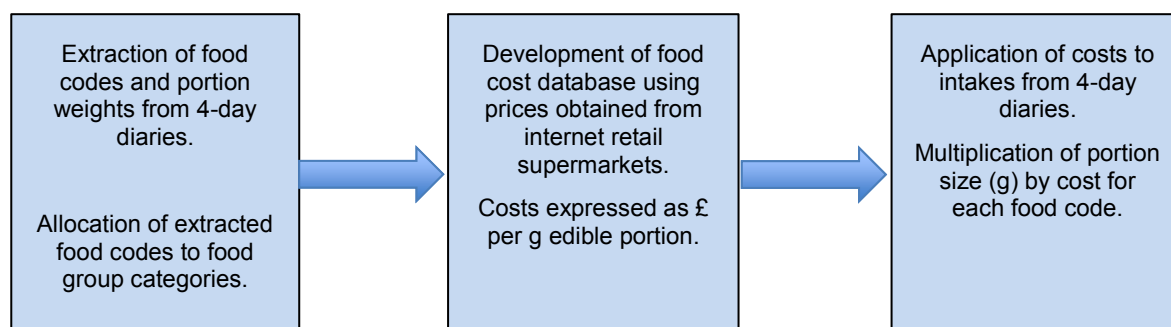 Extraction of food
codes and portion
weights from 4-day
diaries.
Allocation of extracted
food codes to food
group categories.
Development of food
cost database using
prices obtained from
internet retail
supermarkets.
Costs expressed as £
per g edible portion.
Application of costs to
intakes from 4-day
diaries.
Multiplication of portion
size (g) by cost for
each food code.